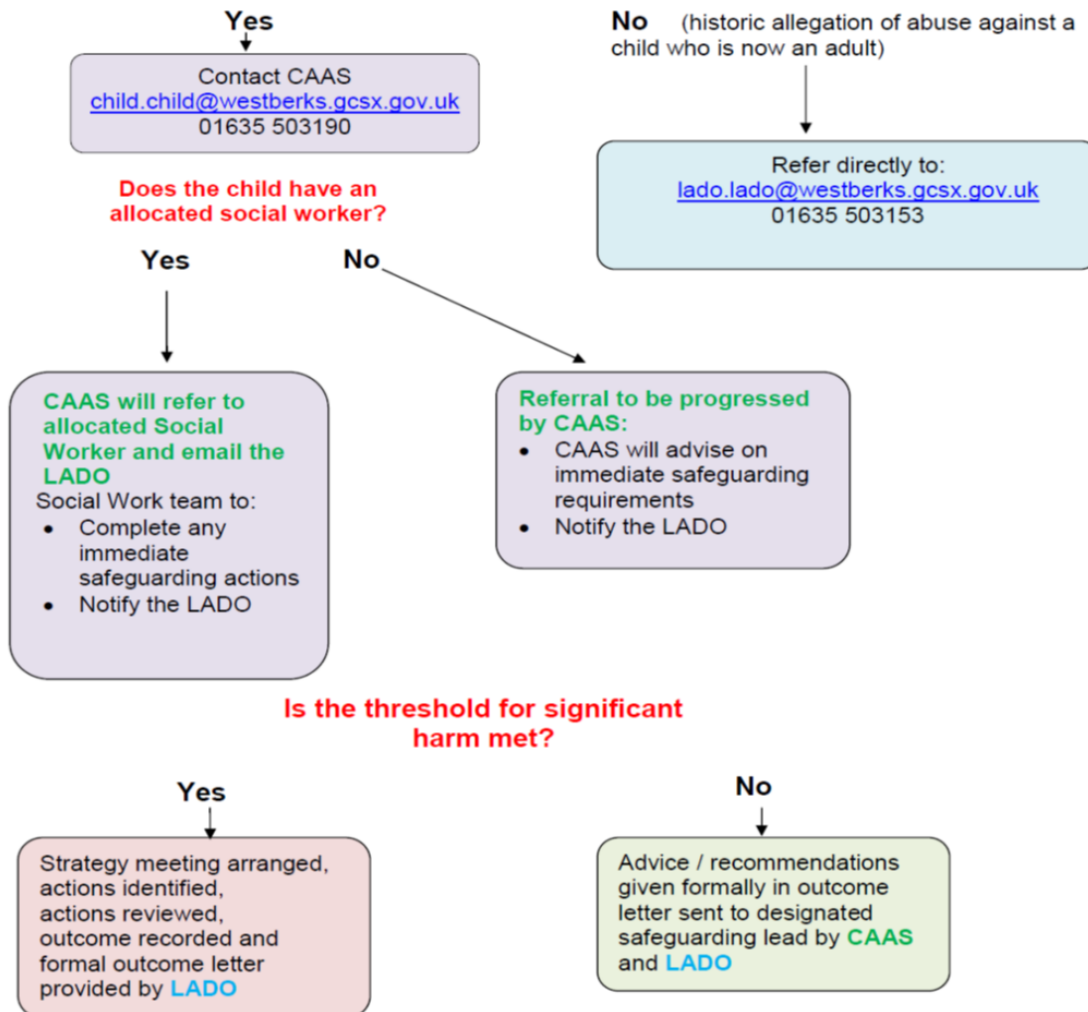 Yes
Contact CAAS
child.child@westberks.gcsx.gov.uk
01635 503190
No (historic allegation of abuse against a
child who is now an adult)
Refer directly to:
lado.lado@westberks.gcsx.gov.uk
01635 503153
Does the child have an
allocated social worker?
Yes
No
CAAS will refer to
allocated Social
Worker and email the
LADO
Social Work team to:
• Complete any
immediate
safeguarding actions
• Notify the LADO
Referral to be progressed
by CAAS:
• CAAS will advise on
immediate safeguarding
requirements
• Notify the LADO
Is the threshold for significant
harm met?
Yes
No
Strategy meeting arranged,
actions identified,
actions reviewed,
outcome recorded and
formal outcome letter
provided by LADO
Advice / recommendations
given formally in outcome
letter sent to designated
safeguarding lead by CAAS
and LADO